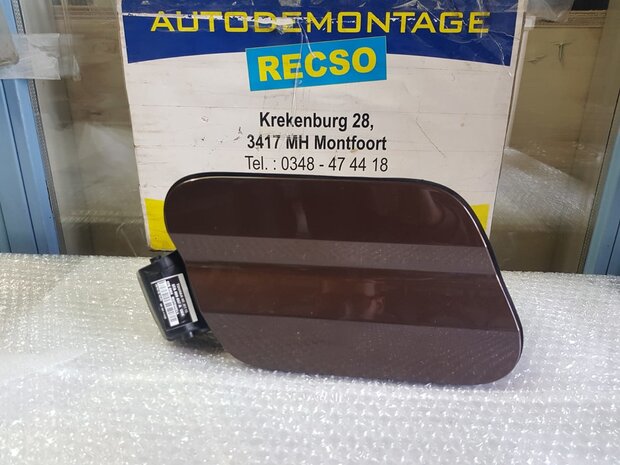 AUTODEMONTAGE
RECSO
Krekenburg 28,
3417 MH Montfoort
Tel. : 0348 - 47 44 18